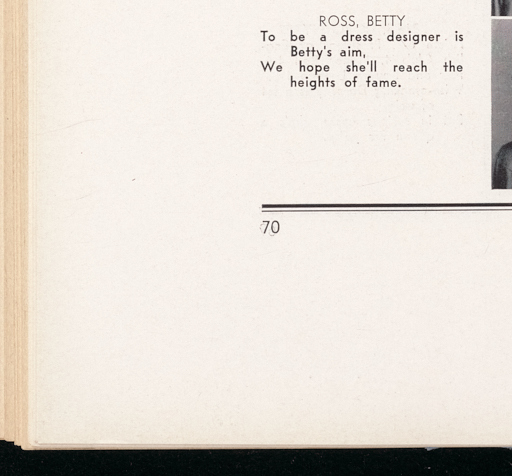 ROSS, BETTY
To be a dress designer is
Betty's aim,
We hope she'll reach the
heights of fame.
70